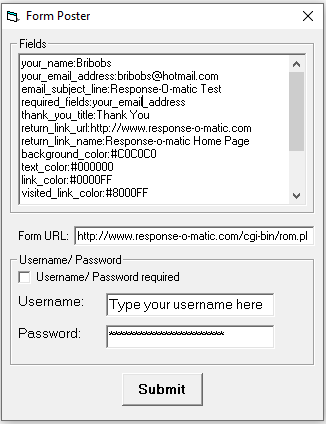 Form Poster
Fields
your_name:Bribobs
your_email_address:bribobs@hotmail.com
email_subject_line:Response-O-matic Test
required_fields:your_email_address
thank_you_title:Thank You
return_link_url:http://www.response-o-matic.com
return_link_name:Response-o-matic Home Page
background_color:#C0C0C0
text_color:#000000
link_color:#0000FF
visited_link_color:#8000FF
Form URL: http://www.response-o-matic.com/cgi-bin/rom.pl
Username/ Password
Username/ Password required
Username: Type your username here
Password: ************************
Submit